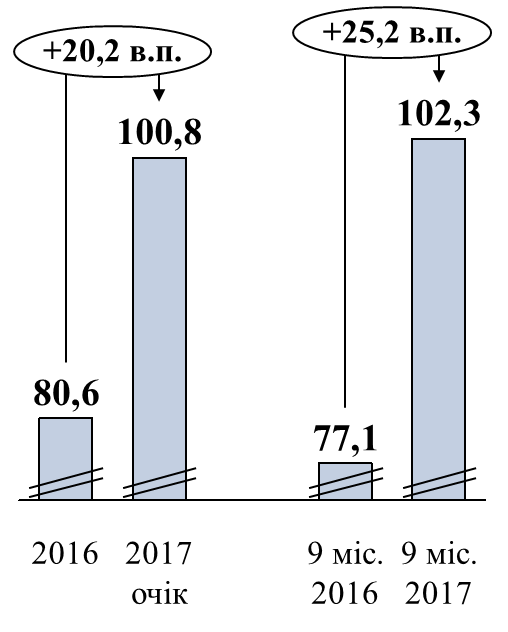 +20,2 в.п.
+25,2 в.п.
100,8
102,3
80,6
77,1
2016
2017
очік
9 міс.
2016
9 міс.
2017